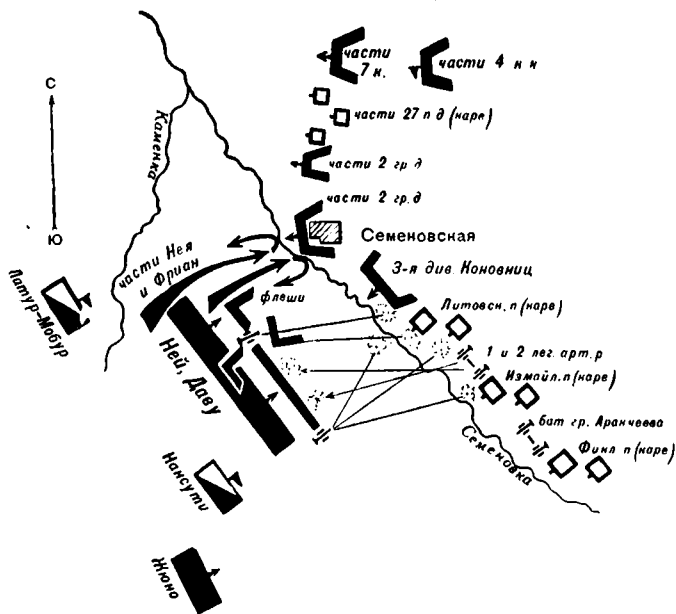 части
7 к.
части 4 к к
С
части 27 п д (каре)
Каменка
части 2 гр д
части 2 гр. д
Ю
Семеновская
части Нея
и Фриан
3-я див. Коновниц
Латур-Мобур
флеши
Литовск. п (каре)
Ней, Даву
1 и 2 лег. арт. р
Измайл. п (каре)
бат гр. Аракчеева
Финл п (каре)
Семеновка
Нансути
Жюно